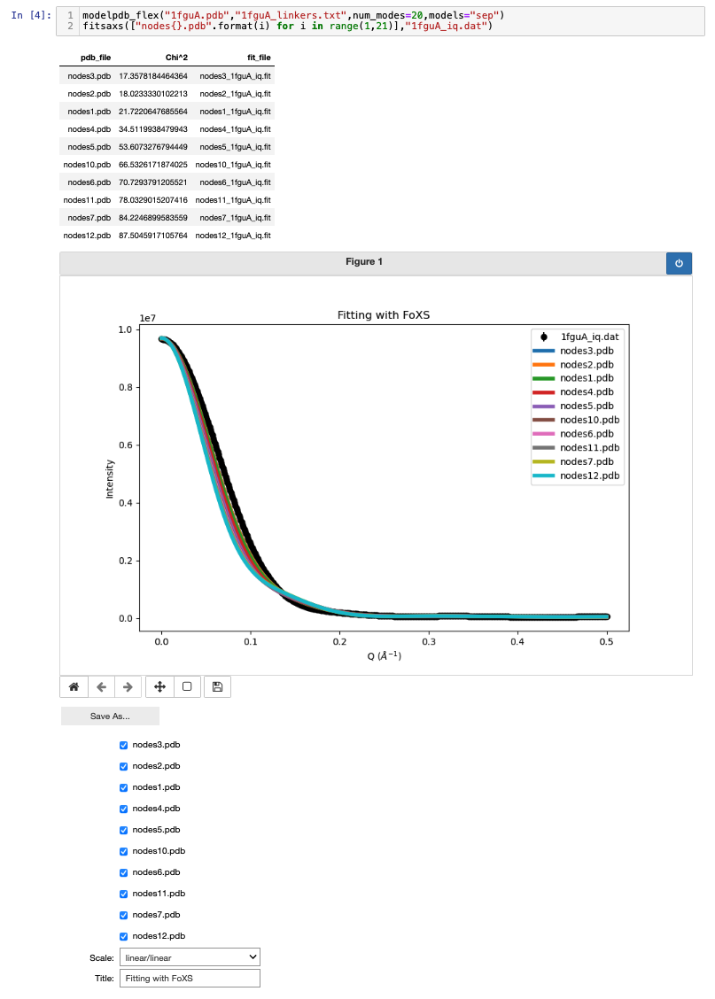 In [4]:
1 modelpdb_flex("1fguA.pdb","1fguA_linkers.txt",num_modes=20,models="sep")
2 fitsaxs(["nodes{}.pdb".format(i) for i in range(1,21)],"1fguA_iq.dat")
pdb_file Chi^2 fit_file
nodes3.pdb 17.3578184464364 nodes3_1fguA_iq.fit
nodes2.pdb 18.0233330102213 nodes2_1fguA_iq.fit
nodes1.pdb 21.7220647685564 nodes1_1fguA_iq.fit
nodes4.pdb 34.5119938479943 nodes4_1fguA_iq.fit
nodes5.pdb 53.6073276794449 nodes5_1fguA_iq.fit
nodes10.pdb 66.5326171874025 nodes10_1fguA_iq.fit
nodes6.pdb 70.7293791205521 nodes6_1fguA_iq.fit
nodes11.pdb 78.0329015207416 nodes11_1fguA_iq.fit
nodes7.pdb 84.2246899583559 nodes7_1fguA_iq.fit
nodes12.pdb 87.5045917105764 nodes12_1fguA_iq.fit
Figure 1
Fitting with FoXS
1e7
1.0
0.8
0.6
0.4
0.2
0.0
Intensity
0.0 0.1 0.2 0.3 0.4 0.5
Q (Å⁻¹)
1fguA_iq.dat
nodes3.pdb
nodes2.pdb
nodes1.pdb
nodes4.pdb
nodes5.pdb
nodes10.pdb
nodes6.pdb
nodes11.pdb
nodes7.pdb
nodes12.pdb
Save As...
nodes3.pdb
nodes2.pdb
nodes1.pdb
nodes4.pdb
nodes5.pdb
nodes10.pdb
nodes6.pdb
nodes11.pdb
nodes7.pdb
nodes12.pdb
Scale: linear/linear
Title: Fitting with FoXS